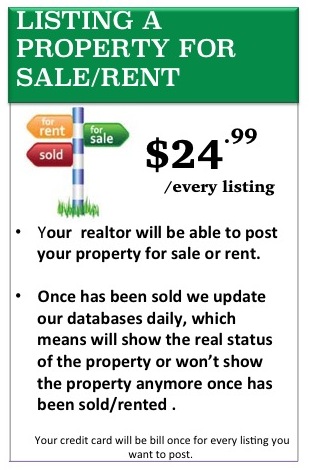 LISTING A
PROPERTY FOR
SALE/RENT
for
rent
for
sale
sold
$24.99
/every listing
• Your realtor will be able to post
your property for sale or rent.
• Once has been sold we update
our databases daily, which
means will show the real status
of the property or won’t show
the property anymore once has
been sold/rented .
Your credit card will be bill once for every listing you
want to post.